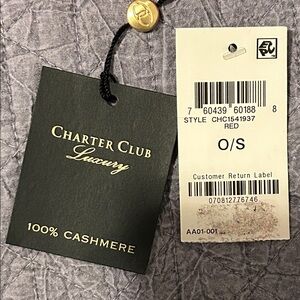 CHARTER CLUB
Luxury
100% CASHMERE
7 60439 60188 8
STYLE CHC1541937
RED
O/S
Customer Return Label
070812776746
AA01-001